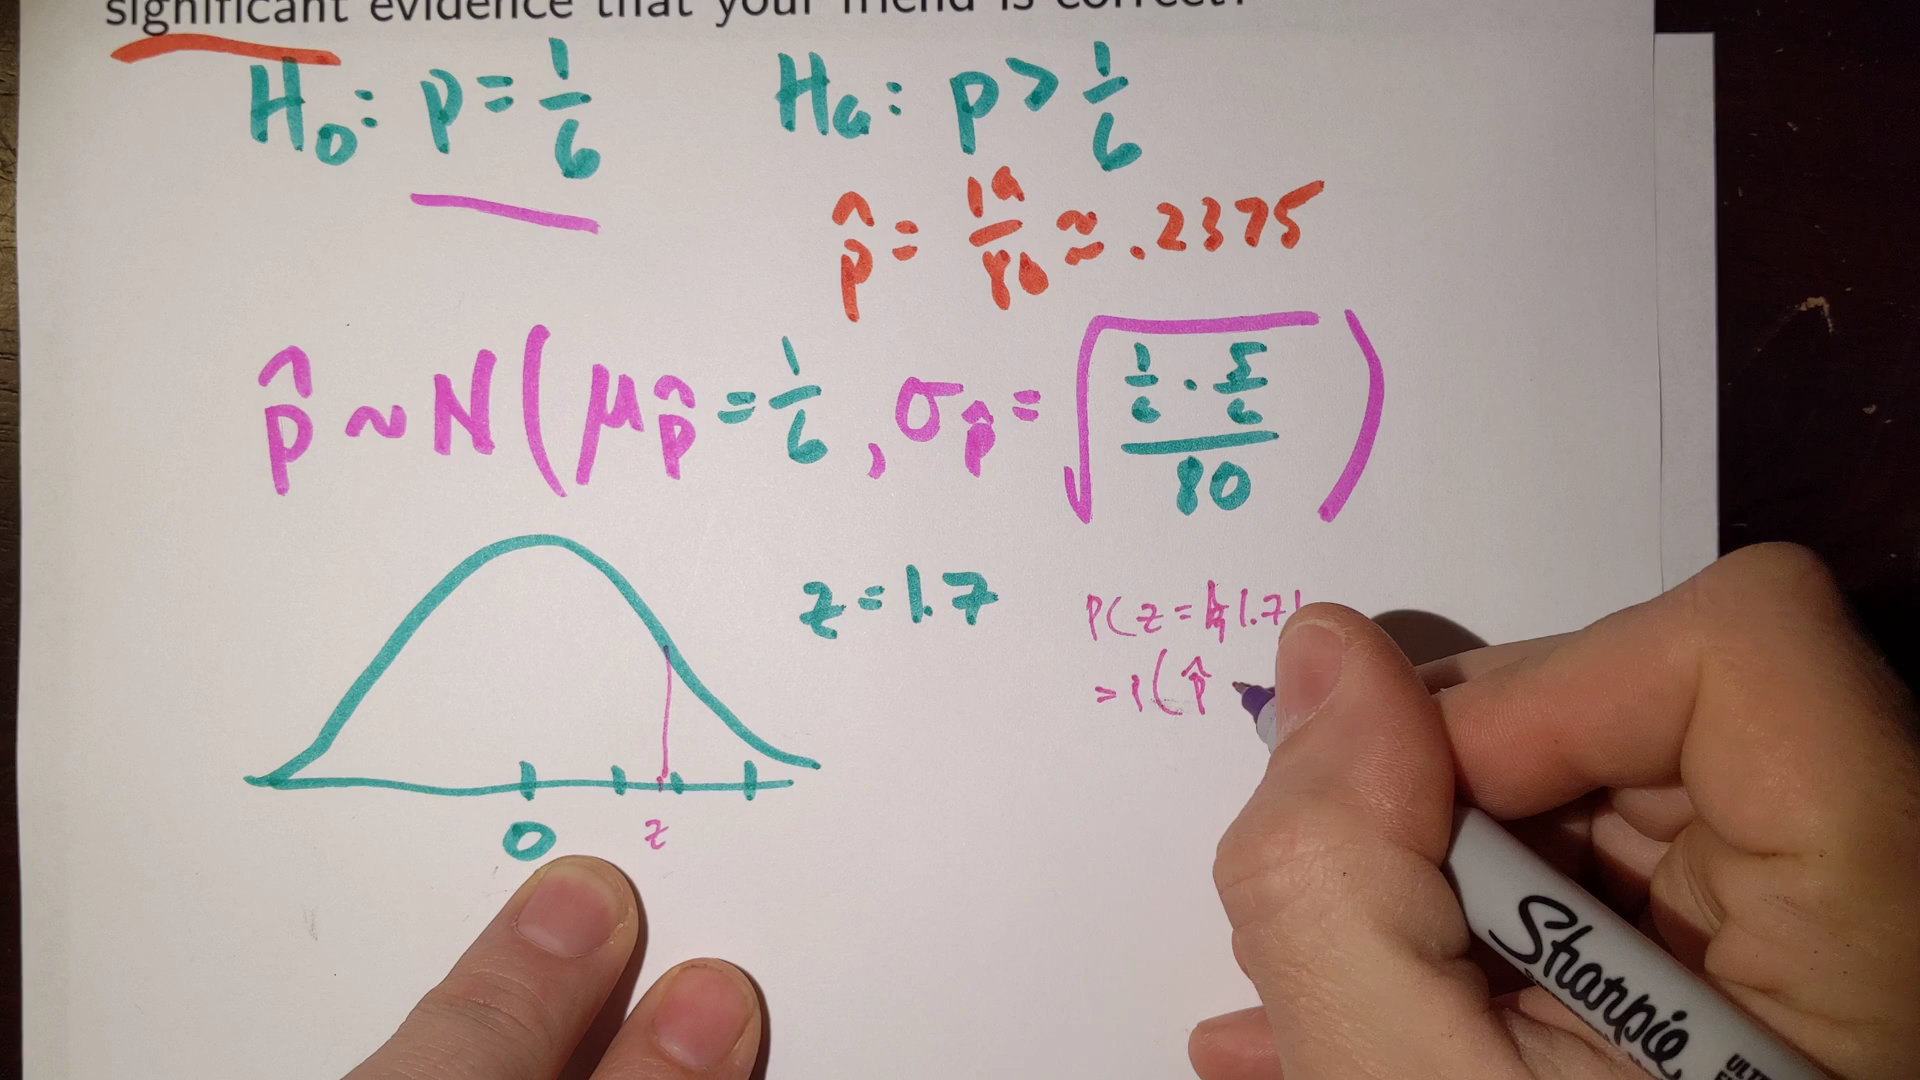 significant evidence that your friend is correct?
H₀: p = 1/6
Hₐ: p > 1/6
p̂ = 19/80 ≈ .2375
p̂ ~ N(μp̂ = 1/6, σp̂ = √(1/6 · 5/6 / 80))
z = 1.7
P(z = 1.7
= P(p̂
0
z
Sharpie